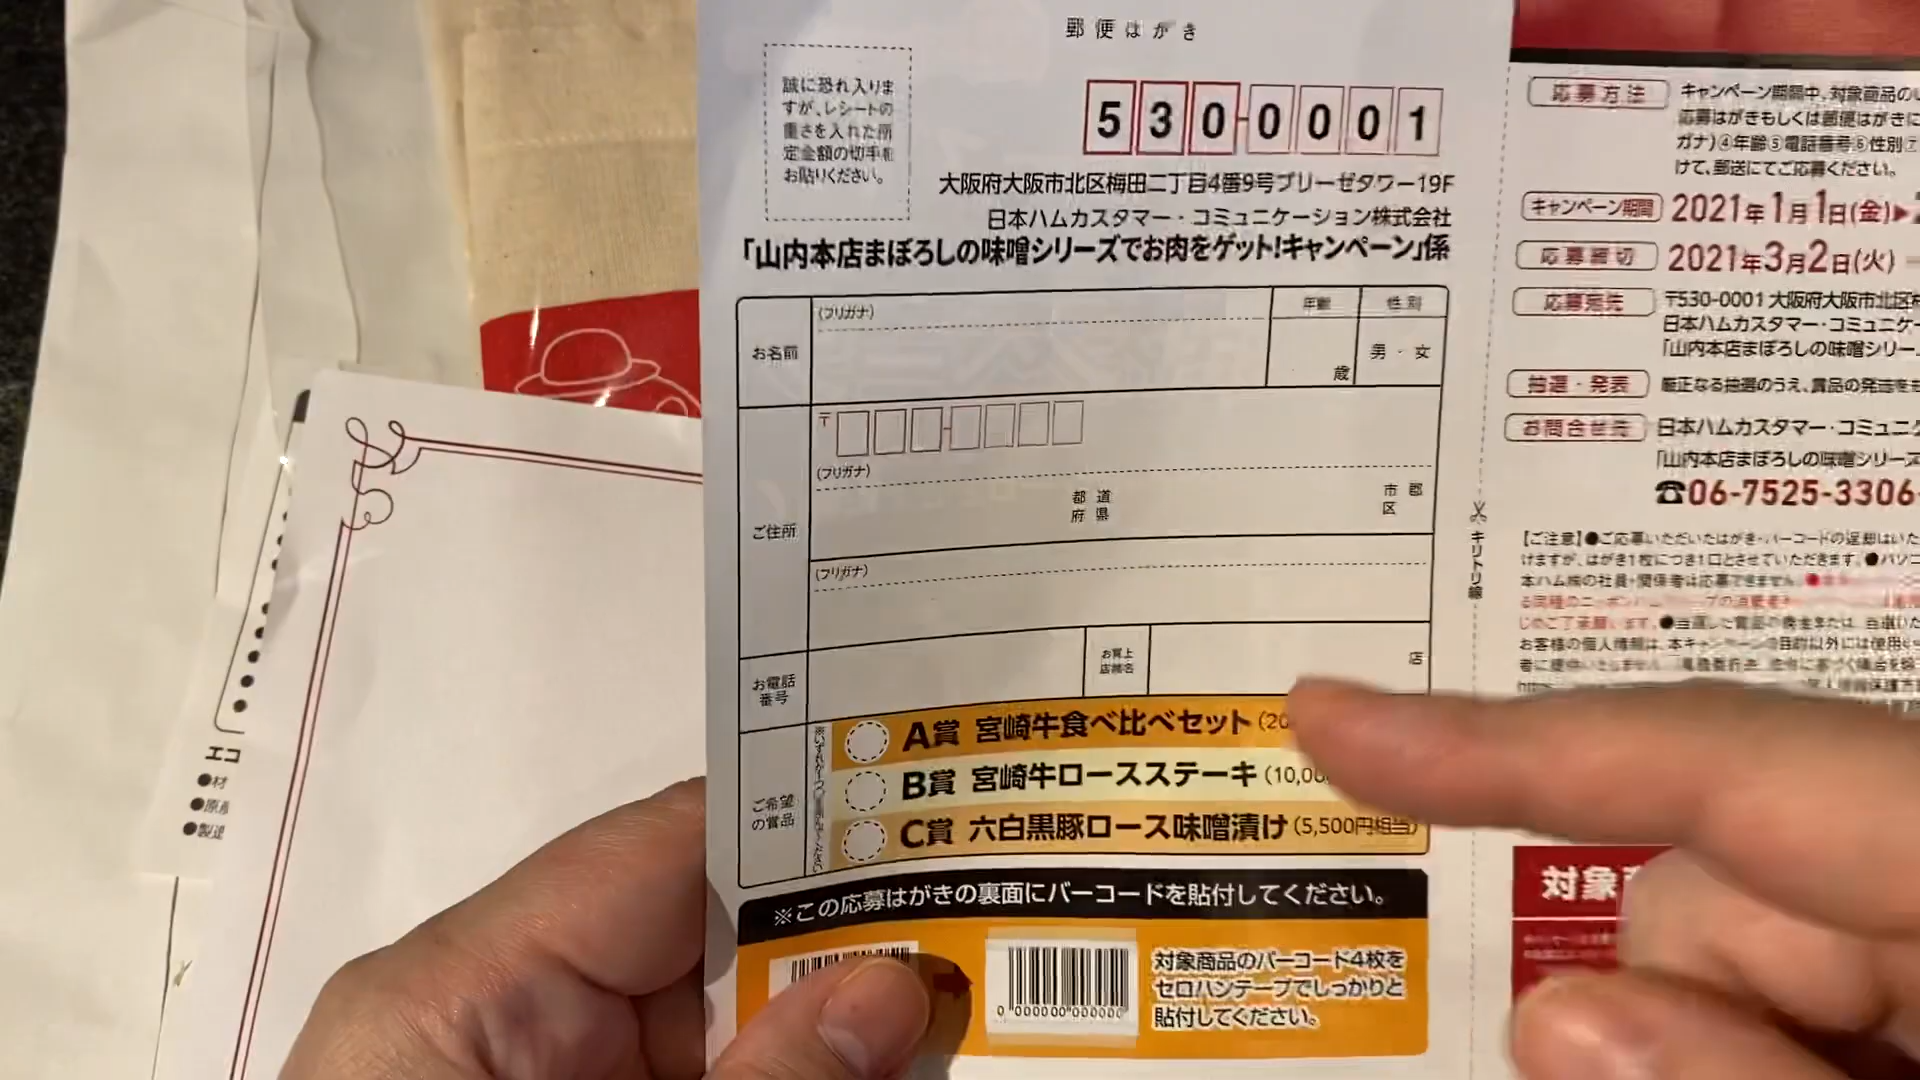 郵便はがき
誠に恐れ入りま
すが、レシートの
重さを入れた所
定金額の切手を
お貼りください。
530-0001
大阪府大阪市北区梅田二丁目4番9号ブリーゼタワー19F
日本ハムカスタマー・コミュニケーション株式会社
「山内本店まぼろしの味噌シリーズでお肉をゲット!キャンペーン」係
お名前
(フリガナ)
年齢
性別
歳
男・女
ご住所
〒
(フリガナ)
都道
府県
市郡
区
(フリガナ)
お電話
番号
お買上
店舗名
店
ご希望
の賞品
A賞 宮崎牛食べ比べセット(20
B賞 宮崎牛ロースステーキ(10,00
C賞 六白黒豚ロース味噌漬け(5,500円相当)
※この応募はがきの裏面にバーコードを貼付してください。
0 000000 000000
対象商品のバーコード4枚を
セロハンテープでしっかりと
貼付してください。
キリトリ線
応募方法
キャンペーン期間中、対象商品の
応募はがきもしくは郵便はがきに
ガナ)④年齢⑤電話番号⑥性別⑦
けて、郵送にてご応募ください。
キャンペーン期間
2021年1月1日(金)▶
応募締切
2021年3月2日(火)
応募宛先
〒530-0001 大阪府大阪市北区
日本ハムカスタマー・コミュニケ
「山内本店まぼろしの味噌シリー
抽選・発表
厳正なる抽選のうえ、賞品の発送を
お問合せ先
日本ハムカスタマー・コミュニ
「山内本店まぼろしの味噌シリーズ
☎06-7525-3306
【ご注意】●ご応募いただいたはがき・バーコードの返却はいた
けますが、はがき1枚につき1口とさせていただきます。●パソコ
本ハム㈱の社員・関係者は応募できません。
じめご了承願います。
対象
エコ
●材
●原
●製造